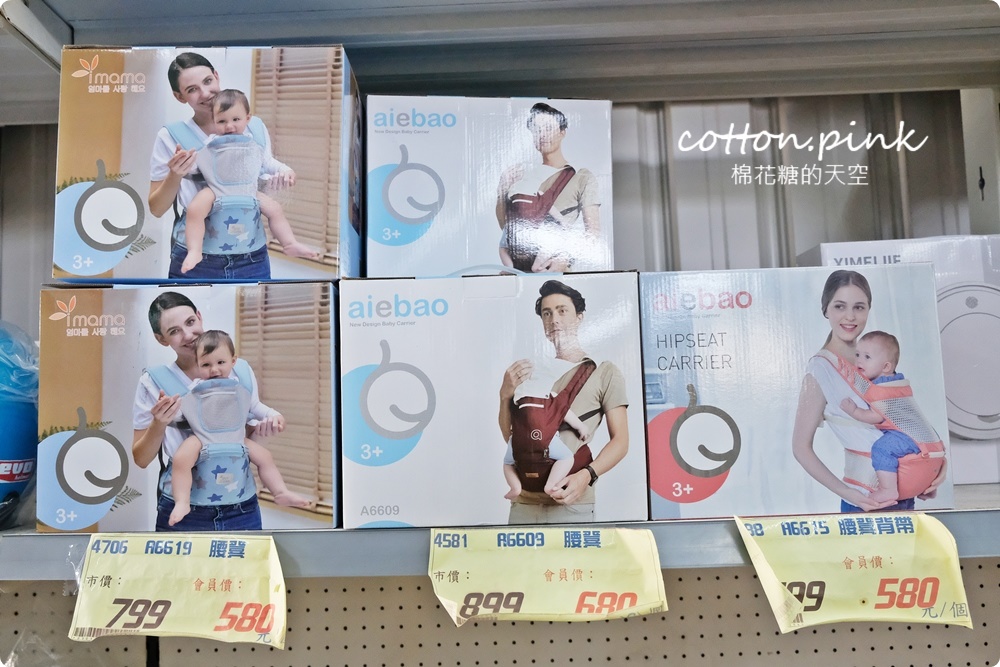 imama
엄마를 사랑 해요
3+
aiebao
New Design Baby Carrier
3+
cotton.pink
棉花糖的天空
imama
엄마를 사랑 해요
3+
aiebao
New Design Baby Carrier
3+
A6609
aiebao
HIPSEAT
CARRIER
3+
4706 A6619 腰凳
市價：
會員價：
799
580
元
4581 A6609 腰凳
市價：
會員價：
899
680
98 A6615 腰凳背帶
會員價：
99
580
元/個